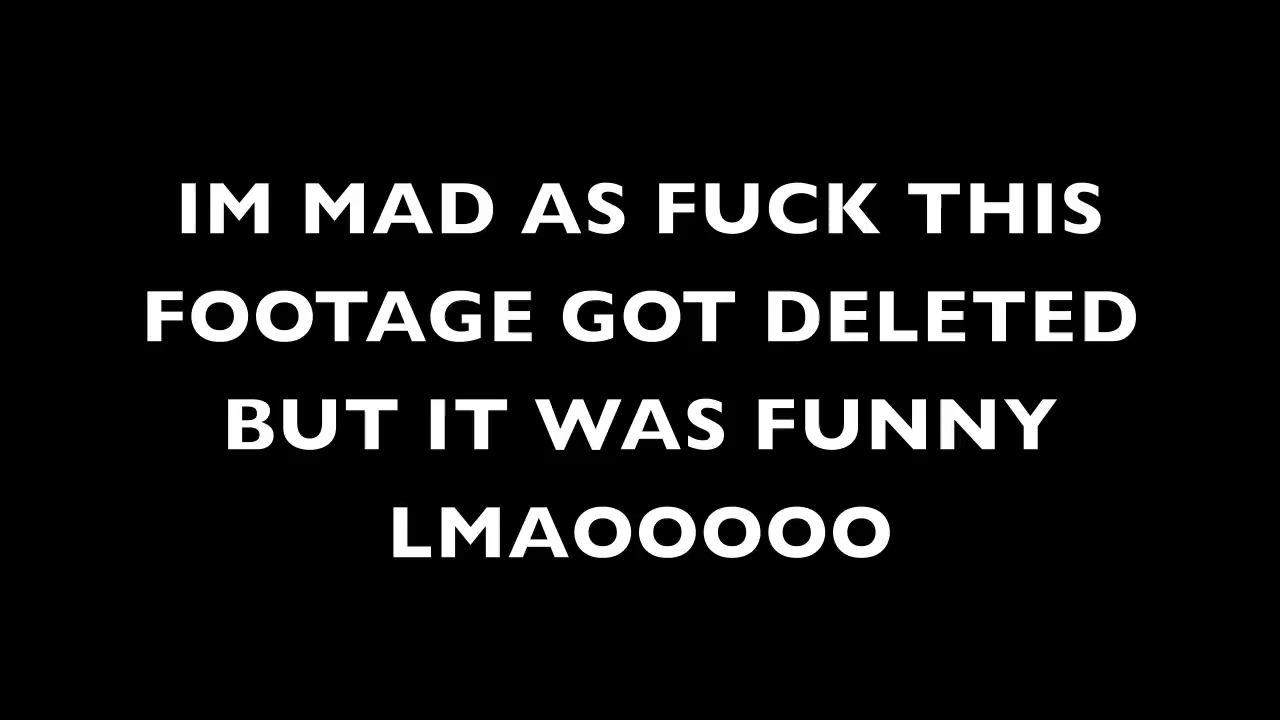 IM MAD AS FUCK THIS
FOOTAGE GOT DELETED
BUT IT WAS FUNNY
LMAOOOOO